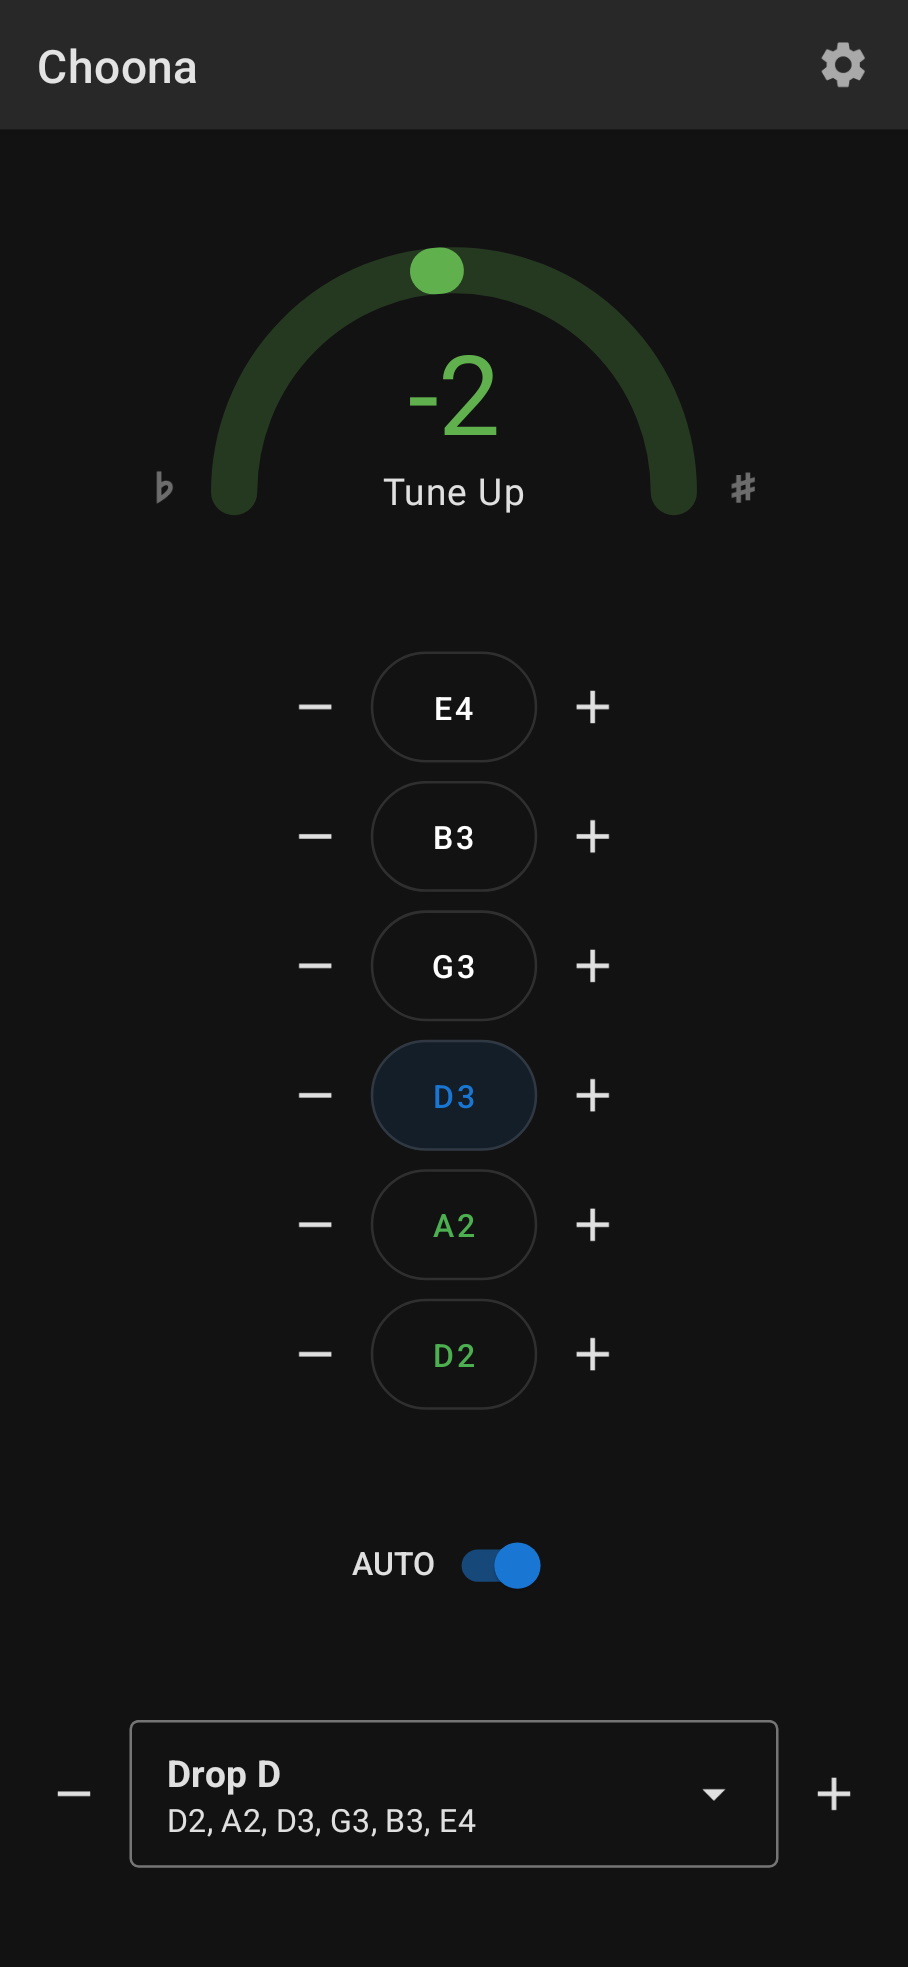 Choona
-2
♭ Tune Up ♯
E4
B3
G3
D3
A2
D2
AUTO
Drop D
D2, A2, D3, G3, B3, E4